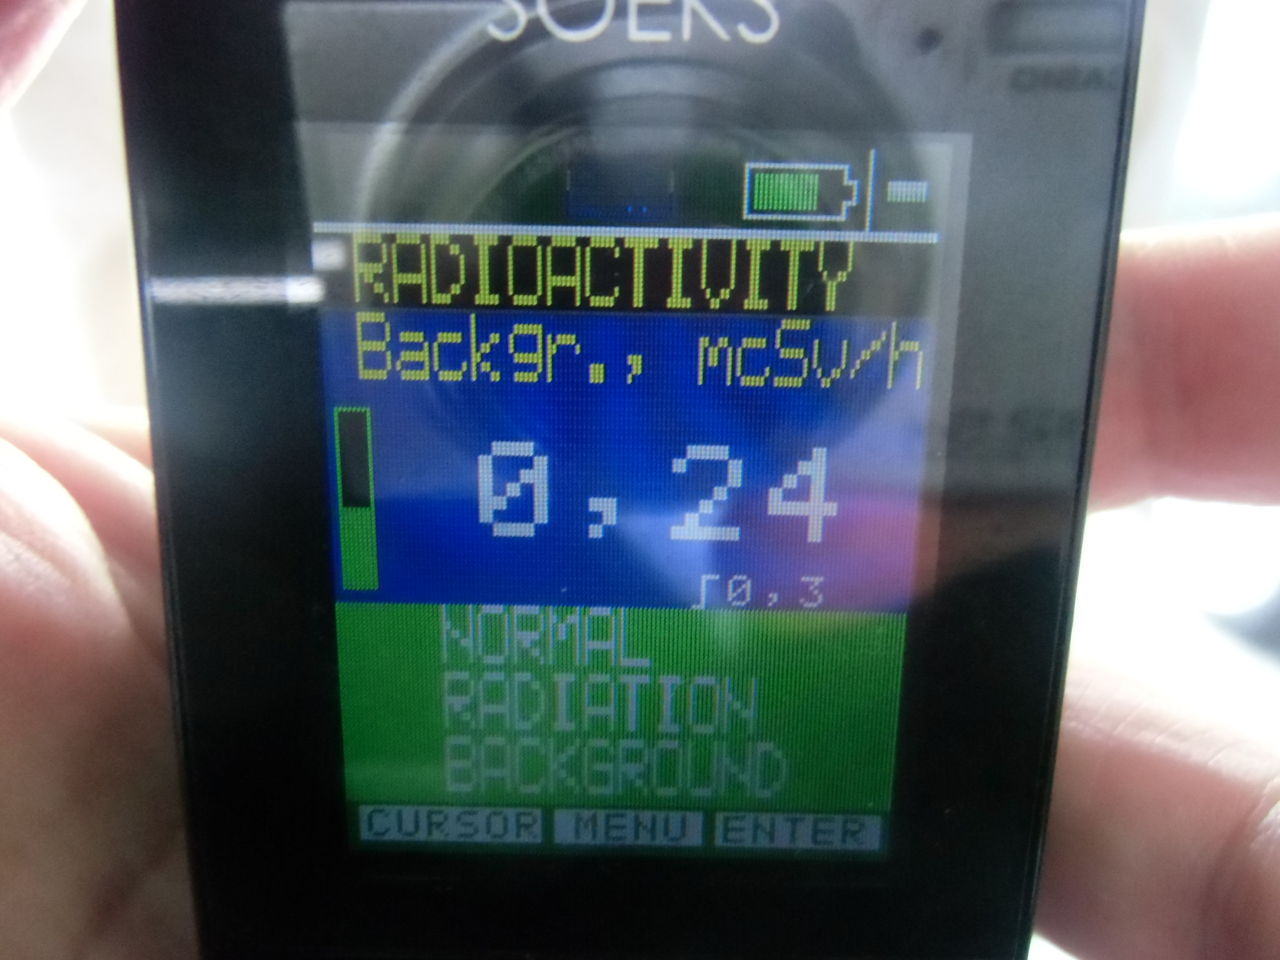 SOEKS
RADIOACTIVITY
Backgr., mcSv/h
0,24
⎧0,3
NORMAL
RADIATION
BACKGROUND
CURSOR MENU ENTER